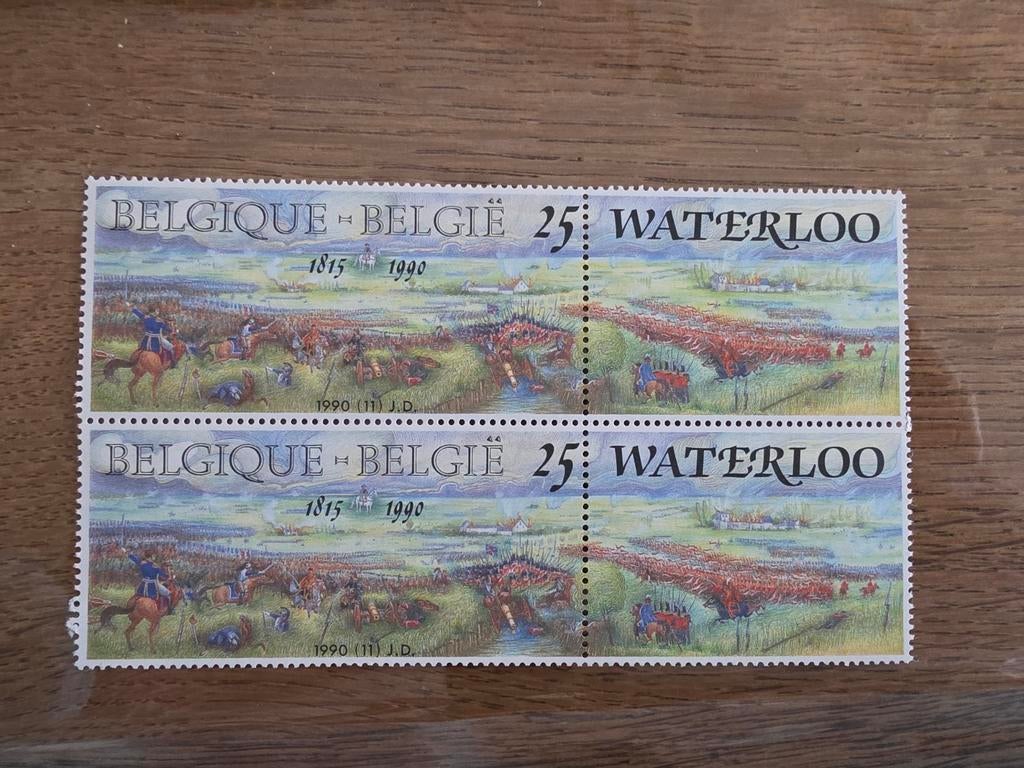 BELGIQUE - BELGIË 25 WATERLOO
1815 1990
1990 (11) J.D.
BELGIQUE - BELGIË 25 WATERLOO
1815 1990
1990 (11) J.D.